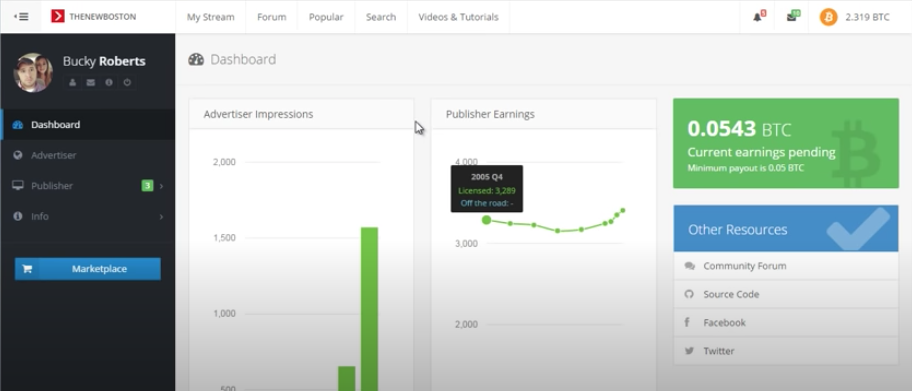 THENEWBOSTON
My Stream
Forum
Popular
Search
Videos & Tutorials
2.319 BTC
Bucky Roberts
Dashboard
Advertiser
Publisher
3
Info
Marketplace
Dashboard
Advertiser Impressions
2,000
1,500
1,000
500
Publisher Earnings
4,000
3,000
2,000
2005 Q4
Licensed: 3,289
Off the road: -
0.0543 BTC
Current earnings pending
Minimum payout is 0.05 BTC
Other Resources
Community Forum
Source Code
Facebook
Twitter